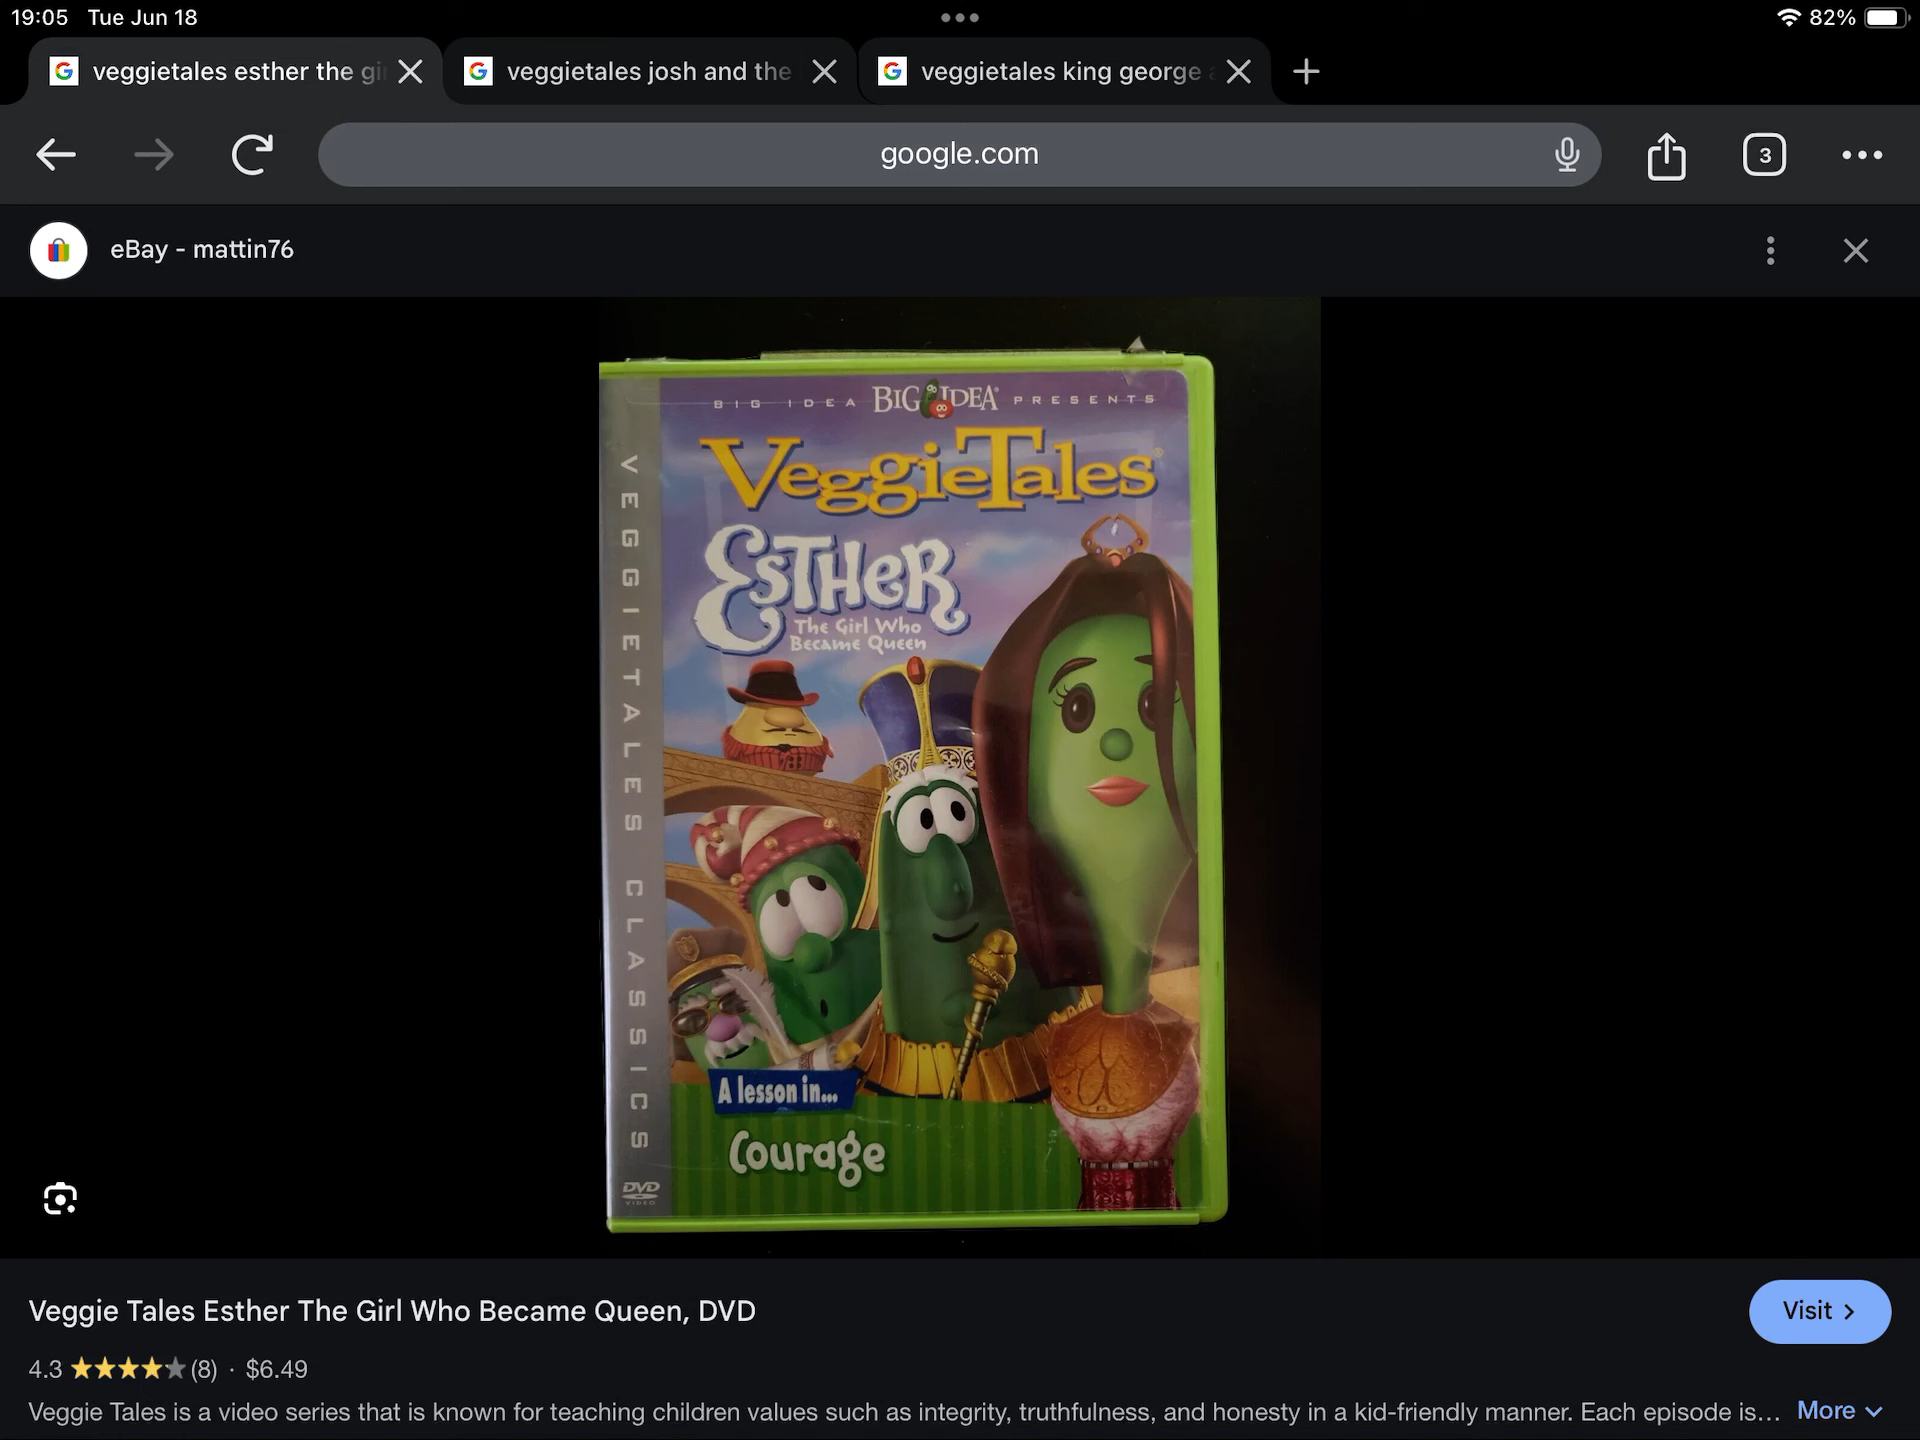 19:05 Tue Jun 18
82%
veggietales esther the gi
veggietales josh and the
veggietales king george
google.com
3
eBay - mattin76
BIG IDEA BIG IDEA® PRESENTS
VeggieTales®
ESTHER
The Girl Who
Became Queen
VEGGIETALES CLASSICS
A lesson in...
Courage
DVD
VIDEO
Veggie Tales Esther The Girl Who Became Queen, DVD
Visit >
4.3 ★★★★★ (8) · $6.49
Veggie Tales is a video series that is known for teaching children values such as integrity, truthfulness, and honesty in a kid-friendly manner. Each episode is... More